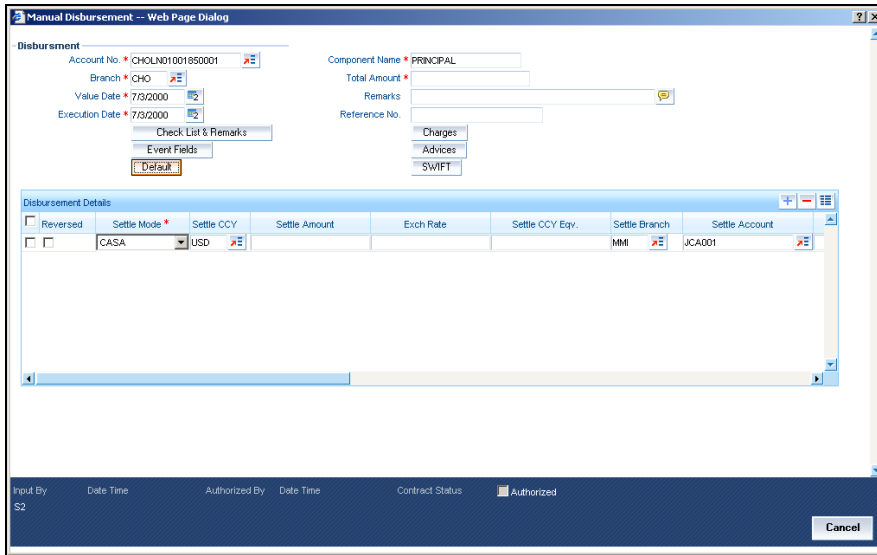 Manual Disbursement -- Web Page Dialog
Disbursment
Account No. * CHOLN01001850001
Component Name * PRINCIPAL
Branch * CHO
Total Amount *
Value Date * 7/3/2000
Remarks
Execution Date * 7/3/2000
Reference No.
Check List & Remarks
Charges
Event Fields
Advices
Default
SWIFT
Disbursement Details
Reversed Settle Mode * Settle CCY Settle Amount Exch Rate Settle CCY Eqv. Settle Branch Settle Account
CASA USD MMI JCA001
Input By Date Time Authorized By Date Time Contract Status Authorized
S2
Cancel